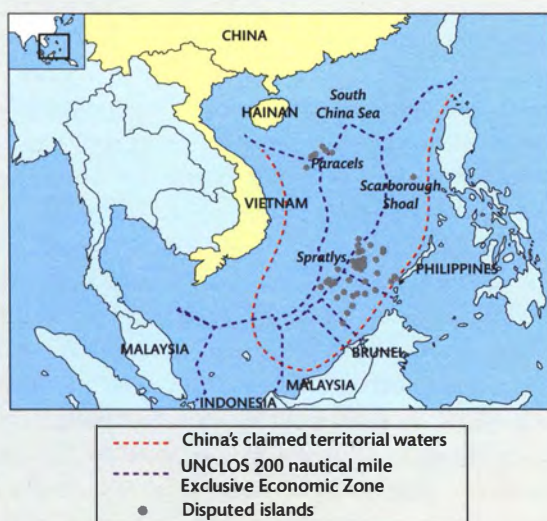 CHINA
HAINAN
South
China Sea
Paracels
Scarborough
Shoal
VIETNAM
Spratlys
PHILIPPINES
MALAYSIA
BRUNEI
MALAYSIA
INDONESIA
China's claimed territorial waters
UNCLOS 200 nautical mile
Exclusive Economic Zone
Disputed islands